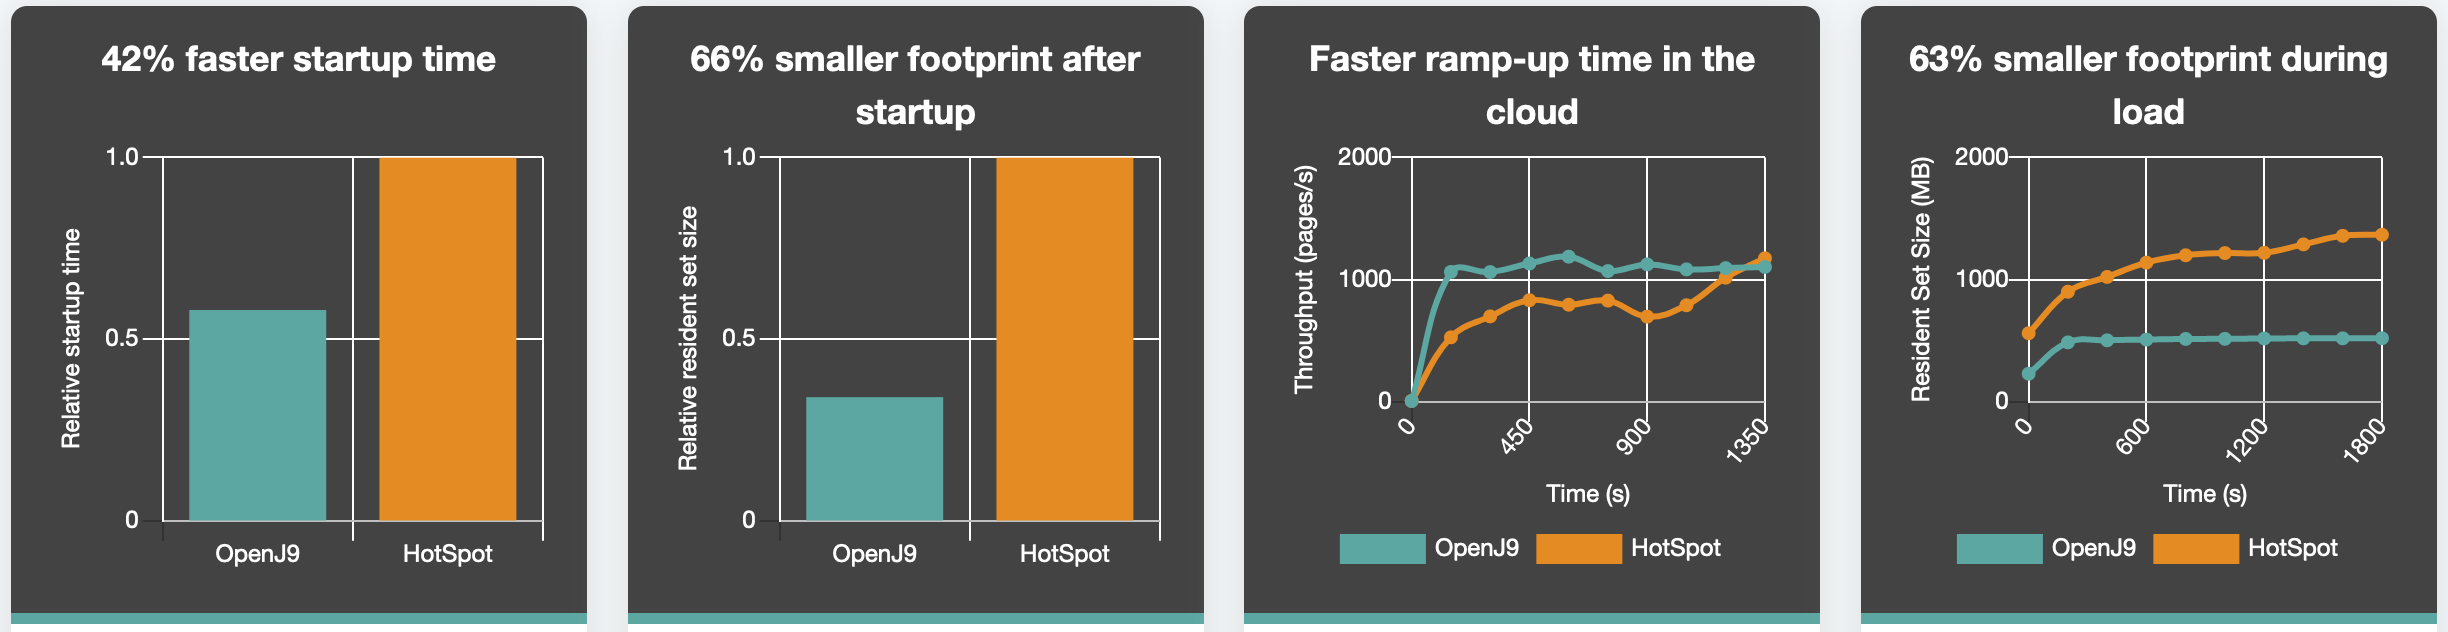 42% faster startup time
1.0
0.5
0
Relative startup time
OpenJ9
HotSpot
66% smaller footprint after
startup
1.0
0.5
0
Relative resident set size
OpenJ9
HotSpot
Faster ramp-up time in the
cloud
2000
1000
0
Throughput (pages/s)
0
450
900
1350
Time (s)
OpenJ9
HotSpot
63% smaller footprint during
load
2000
1000
0
Resident Set Size (MB)
0
600
1200
1800
Time (s)
OpenJ9
HotSpot